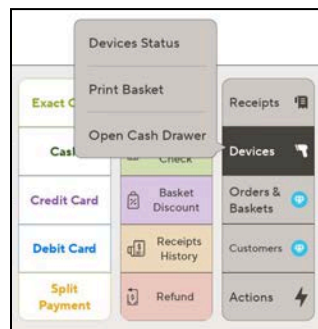 Devices Status
Print Basket
Open Cash Drawer
Exact
Cash
Credit Card
Debit Card
Split
Payment
Check
Basket
Discount
Receipts
History
Refund
Receipts
Devices
Orders &
Baskets
Customers
Actions